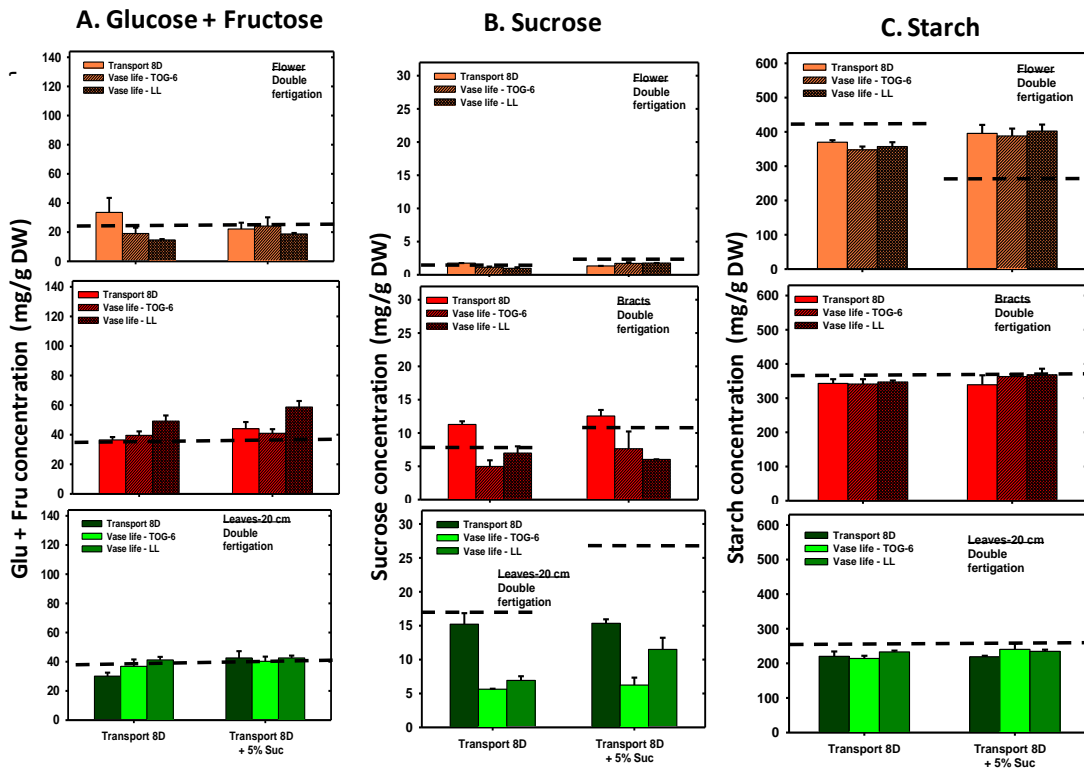 A. Glucose + Fructose
B. Sucrose
C. Starch
Glu + Fru concentration (mg/g DW)
140
120
100
80
60
40
20
0
Transport 8D
Vase life - TOG-6
Vase life - LL
Flower
Double
fertigation
140
120
100
80
60
40
20
0
Transport 8D
Vase life - TOG-6
Vase life - LL
140
120
100
80
60
40
20
0
Transport 8D
Vase life - TOG-6
Vase life - LL
Leaves-20 cm
Double
fertigation
Transport 8D
Transport 8D
+ 5% Suc
Sucrose concentration (mg/g DW)
30
25
20
15
10
5
0
Transport 8D
Vase life - TOG-6
Vase life - LL
Flower
Double
fertigation
30
25
20
15
10
5
0
Transport 8D
Vase life - TOG-6
Vase life - LL
Bracts
Double
fertigation
30
25
20
15
10
5
0
Transport 8D
Vase life - TOG-6
Vase life - LL
Leaves-20 cm
Double
fertigation
Transport 8D
Transport 8D
+ 5% Suc
Starch concentration (mg/g DW)
600
500
400
300
200
100
0
Transport 8D
Vase life - TOG-6
Vase life - LL
Flower
Double
fertigation
600
500
400
300
200
100
0
Transport 8D
Vase life - TOG-6
Vase life - LL
Bracts
Double
fertigation
600
500
400
300
200
100
0
Transport 8D
Vase life - TOG-6
Vase life - LL
Leaves-20 cm
Double
fertigation
Transport 8D
Transport 8D
+ 5% Suc